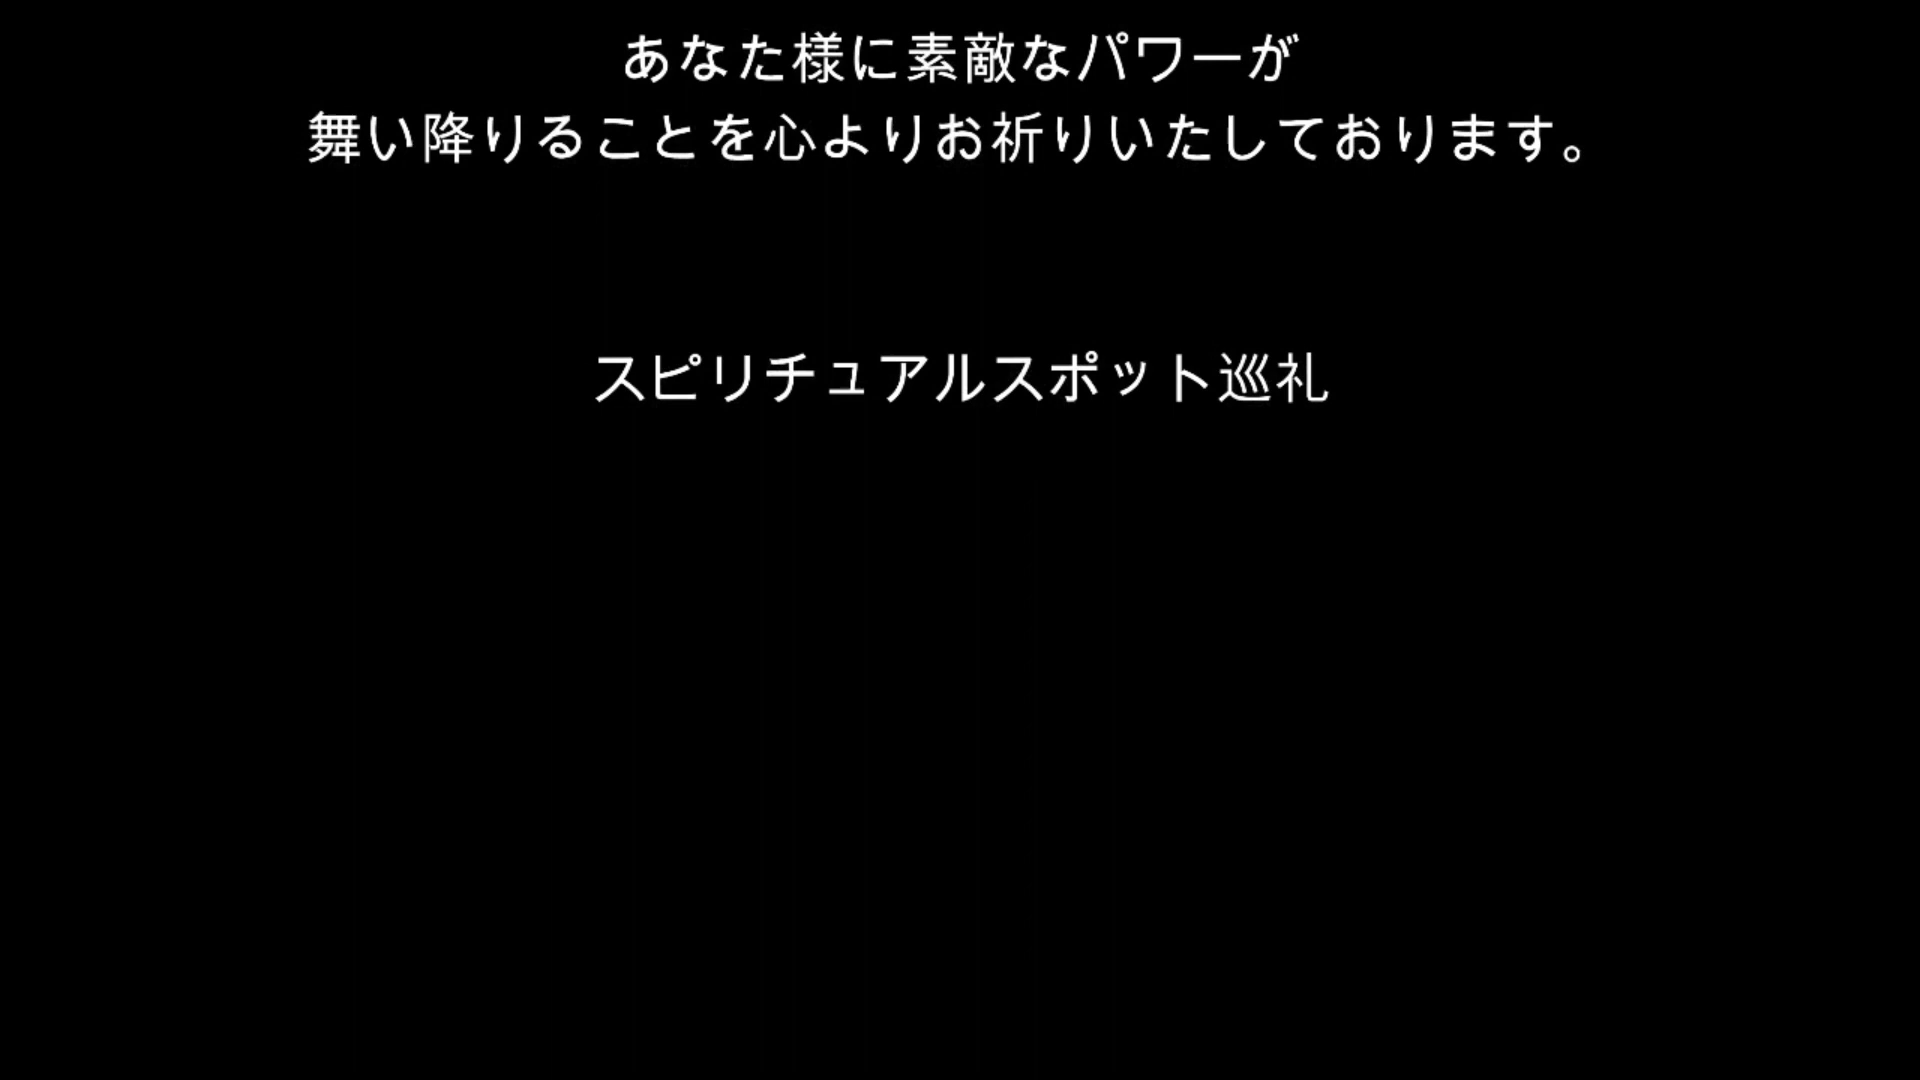 あなた様に素敵なパワーが
舞い降りることを心よりお祈りいたしております。
スピリチュアルスポット巡礼